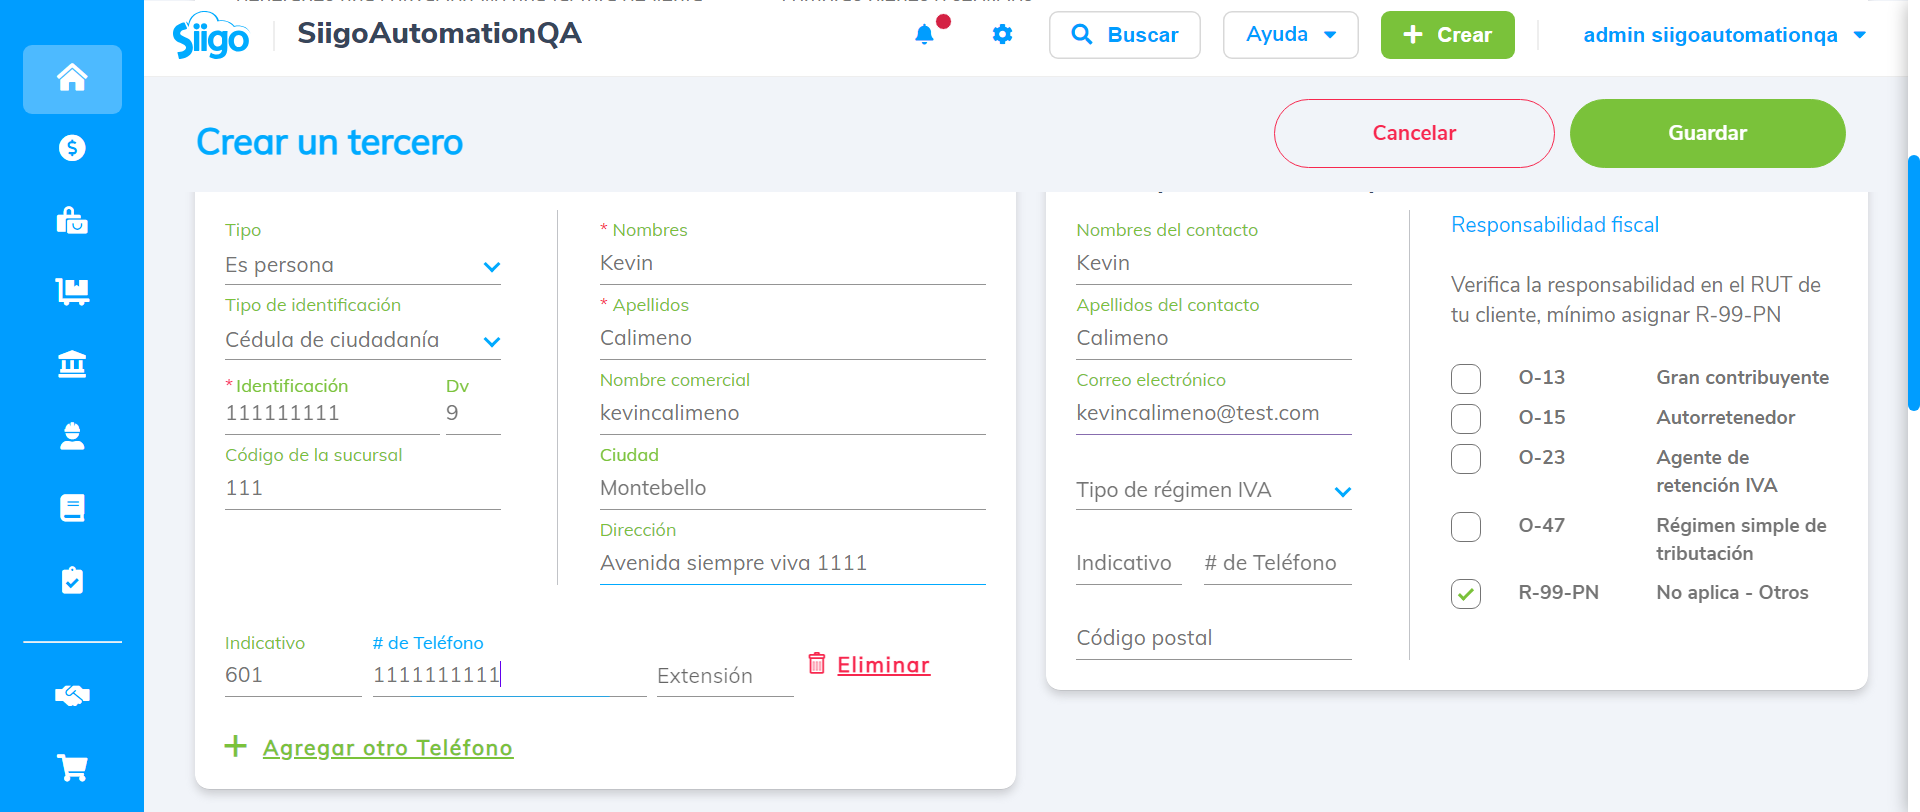 Siigo
SiigoAutomationQA
Buscar
Ayuda
Crear
admin siigoautomationqa
Crear un tercero
Cancelar
Guardar
Tipo
Es persona
Tipo de identificación
Cédula de ciudadanía
* Identificación
Dv
111111111
9
Código de la sucursal
111
* Nombres
Kevin
* Apellidos
Calimeno
Nombre comercial
kevincalimeno
Ciudad
Montebello
Dirección
Avenida siempre viva 1111
Indicativo
# de Teléfono
601
1111111111
Extensión
Eliminar
Agregar otro Teléfono
Nombres del contacto
Kevin
Apellidos del contacto
Calimeno
Correo electrónico
kevincalimeno@test.com
Tipo de régimen IVA
Indicativo
# de Teléfono
Código postal
Responsabilidad fiscal
Verifica la responsabilidad en el RUT de
tu cliente, mínimo asignar R-99-PN
O-13
Gran contribuyente
O-15
Autorretenedor
O-23
Agente de
retención IVA
O-47
Régimen simple de
tributación
R-99-PN
No aplica - Otros